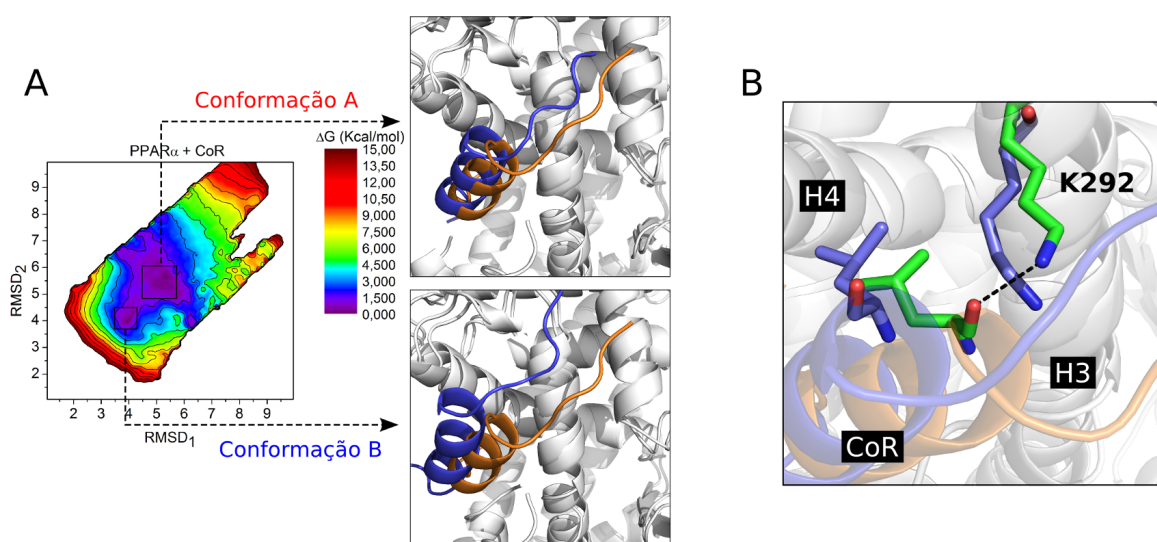 A
Conformação A
PPARα + CoR
ΔG (Kcal/mol)
15,00
13,50
12,00
10,50
9,000
7,500
6,000
4,500
3,000
1,500
0,000
RMSD2
9
8
7
6
5
4
3
2
2 3 4 5 6 7 8 9
RMSD1
Conformação B
B
H4
K292
H3
CoR